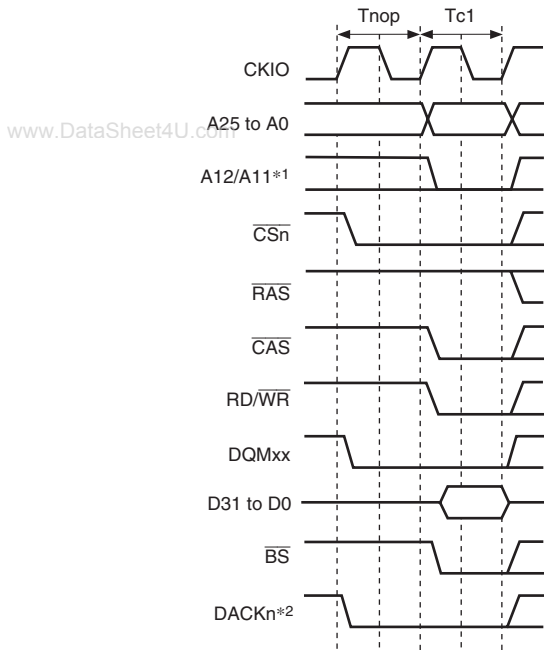 Tnop Tc1
CKIO
www.DataSheet4U.com
A25 to A0
A12/A11*1
CSn
RAS
CAS
RD/WR
DQMxx
D31 to D0
BS
DACKn*2